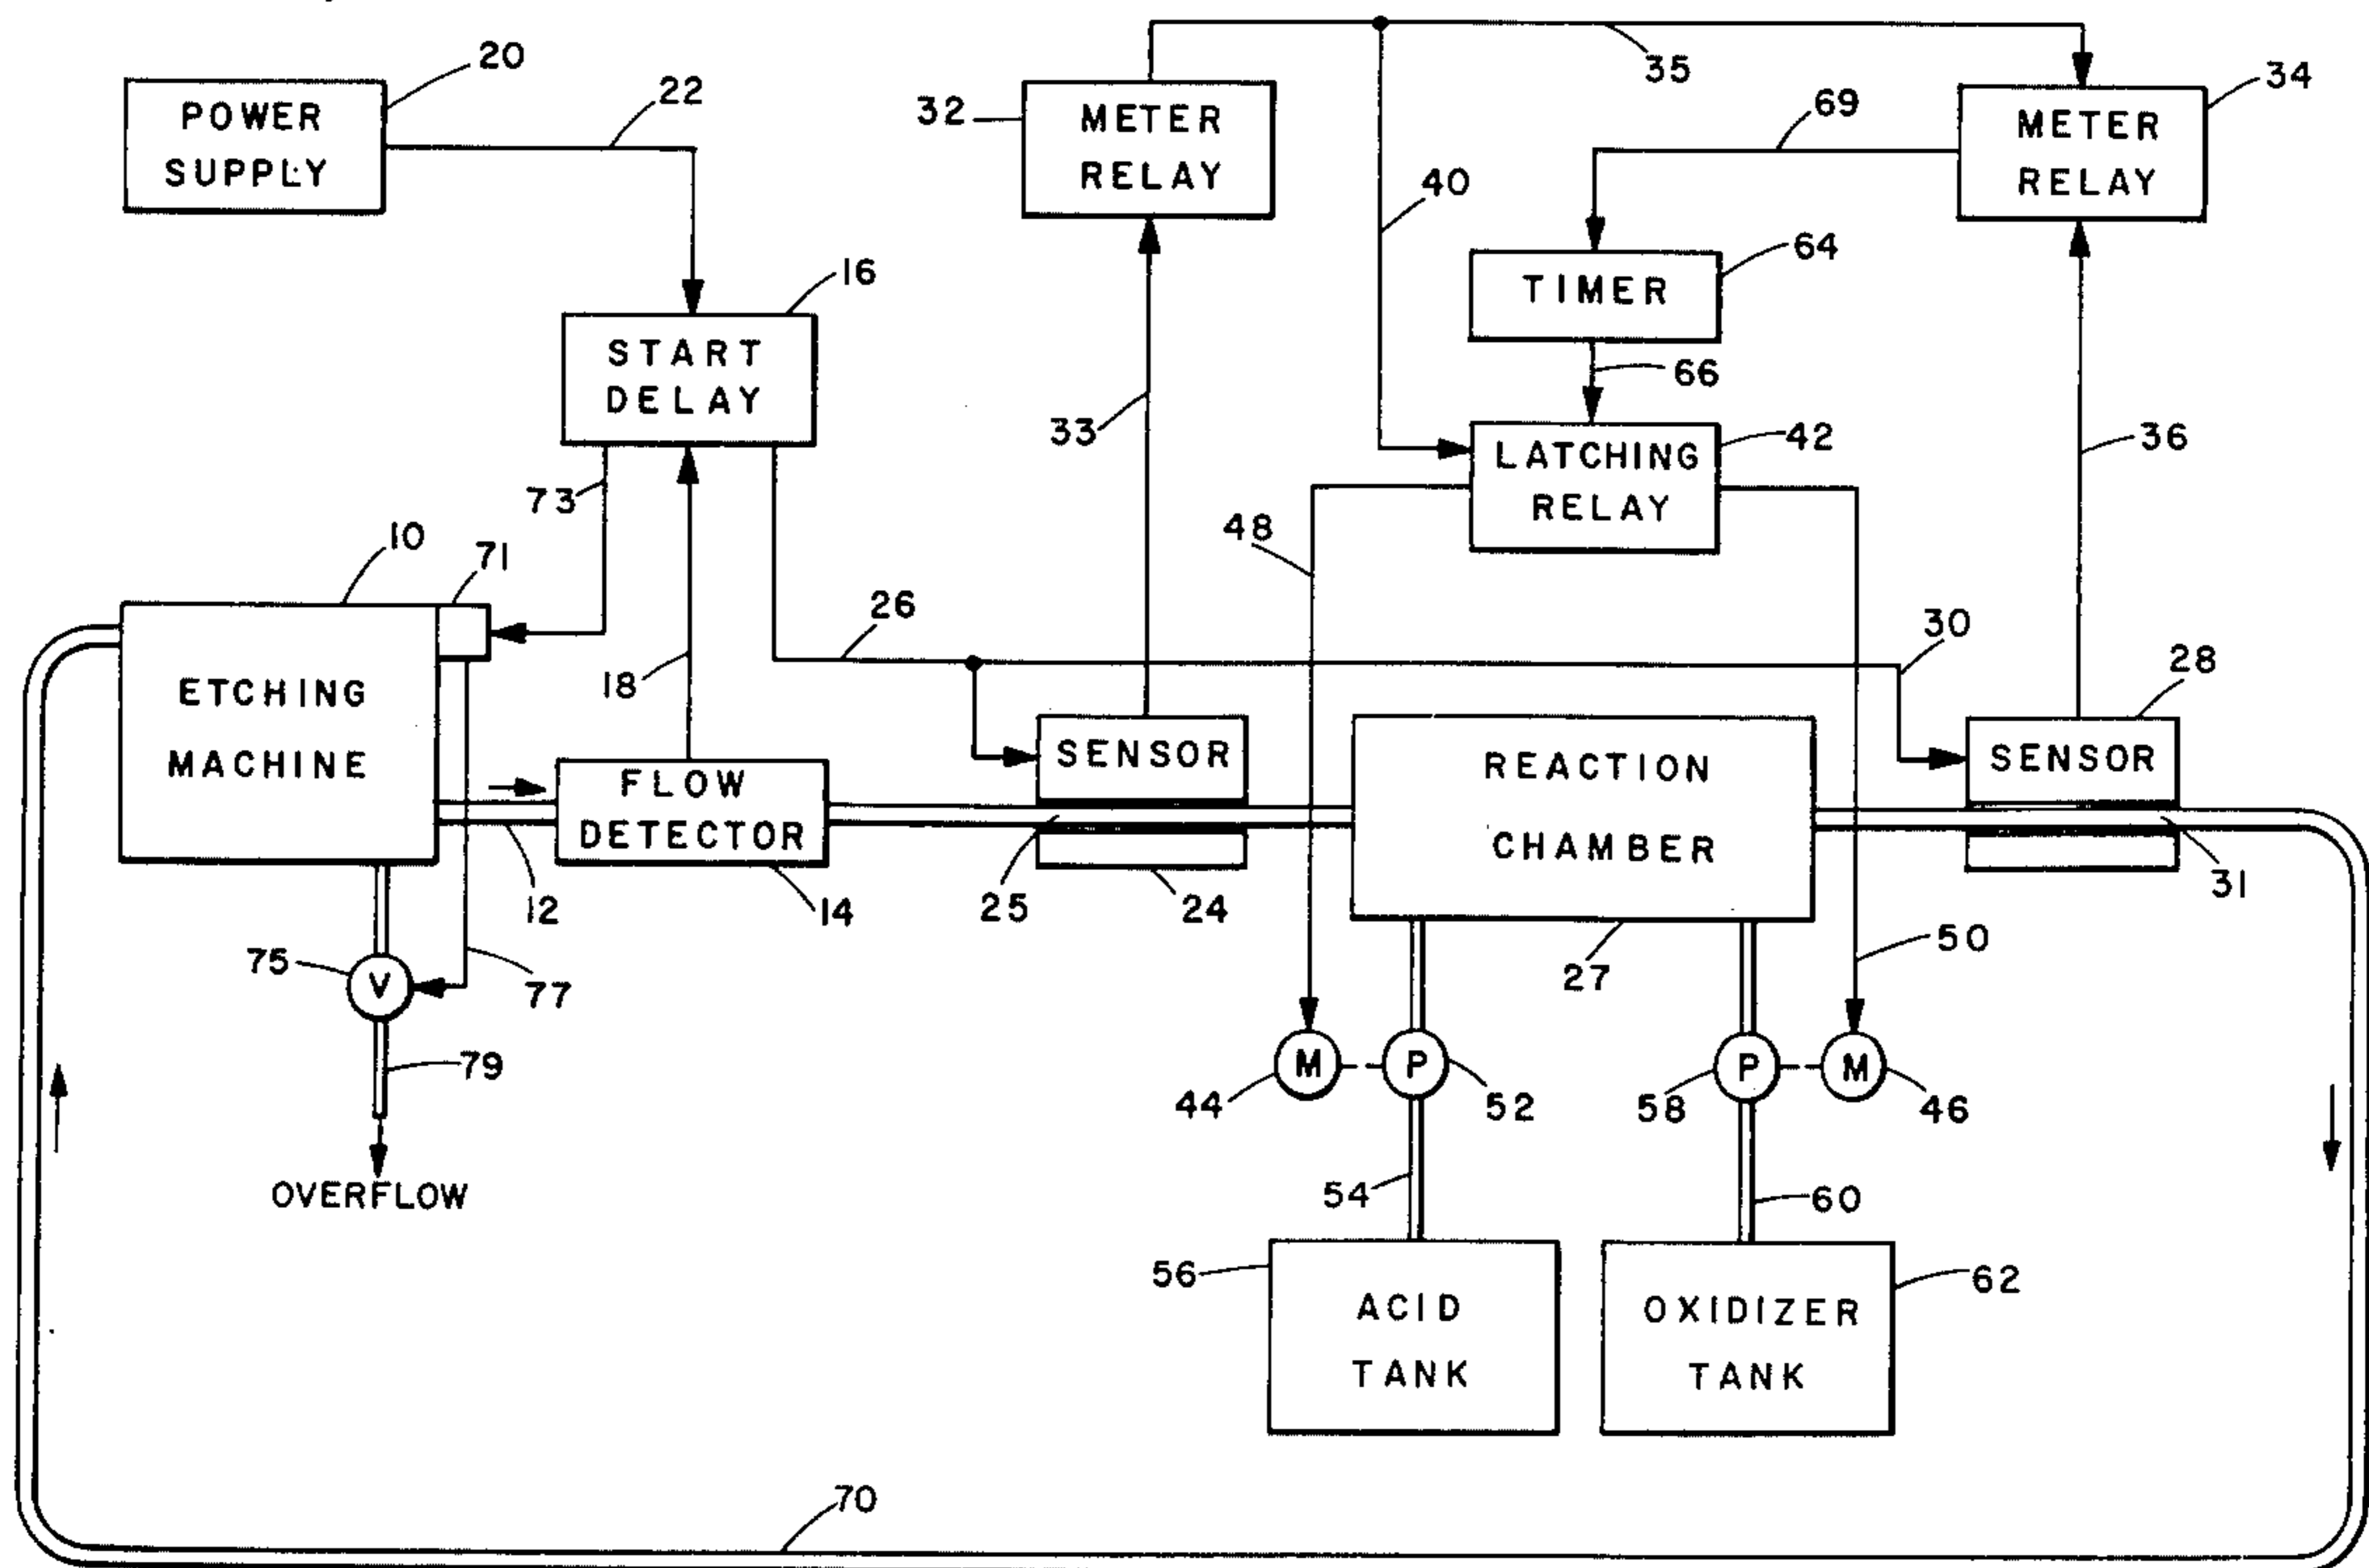 20
POWER
SUPPLY
22
35
32
METER
RELAY
69
34
METER
RELAY
40
16
START
DELAY
64
TIMER
66
33
42
LATCHING
RELAY
36
73
10
71
48
26
30
28
18
ETCHING
MACHINE
FLOW
DETECTOR
SENSOR
REACTION
CHAMBER
SENSOR
12
14
25
24
31
75
V
77
27
50
79
44
M
P
52
58
P
M
46
OVERFLOW
54
60
56
ACID
TANK
OXIDIZER
TANK
62
70